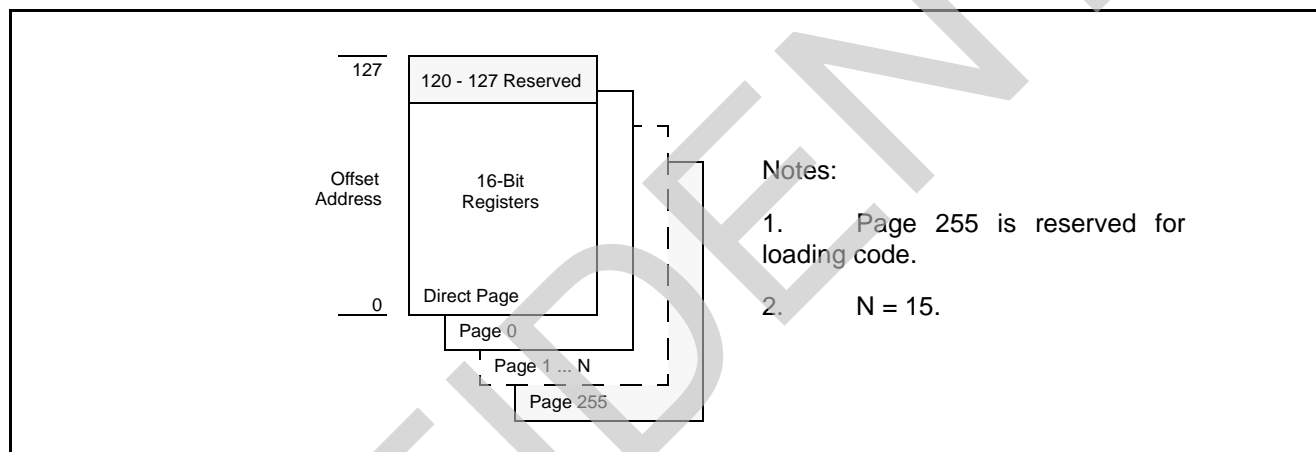 127
120 - 127 Reserved
Offset
Address
16-Bit
Registers
Direct Page
0
Page 0
Page 1 ... N
Page 255
Notes:
1. Page 255 is reserved for
loading code.
2. N = 15.